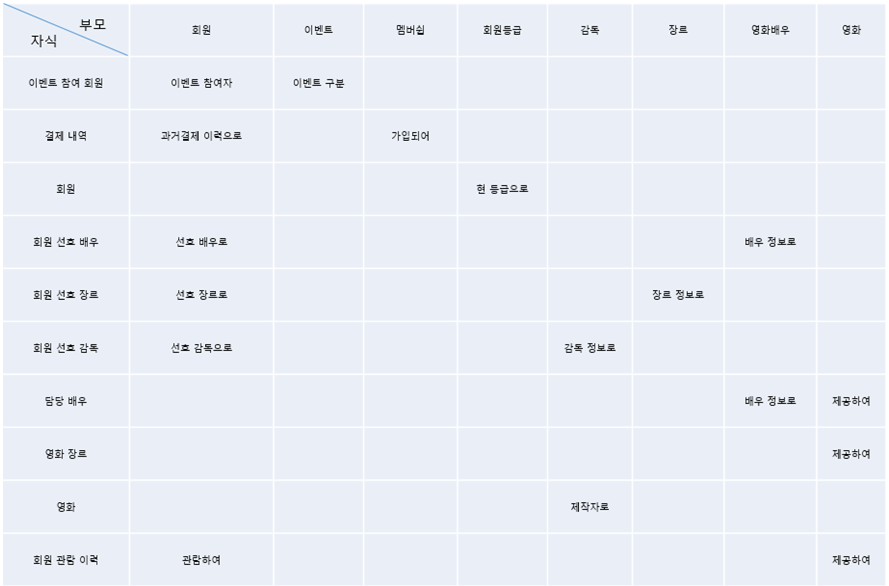 부모
자식
회원 이벤트 멤버쉽 회원등급 감독 장르 영화배우 영화
이벤트 참여 회원 이벤트 참여자 이벤트 구분
결제 내역 과거결제 이력으로 가입되어
회원 현 등급으로
회원 선호 배우 선호 배우로 배우 정보로
회원 선호 장르 선호 장르로 장르 정보로
회원 선호 감독 선호 감독으로 감독 정보로
담당 배우 배우 정보로 제공하여
영화 장르 제공하여
영화 제작자로
회원 관람 이력 관람하여 제공하여